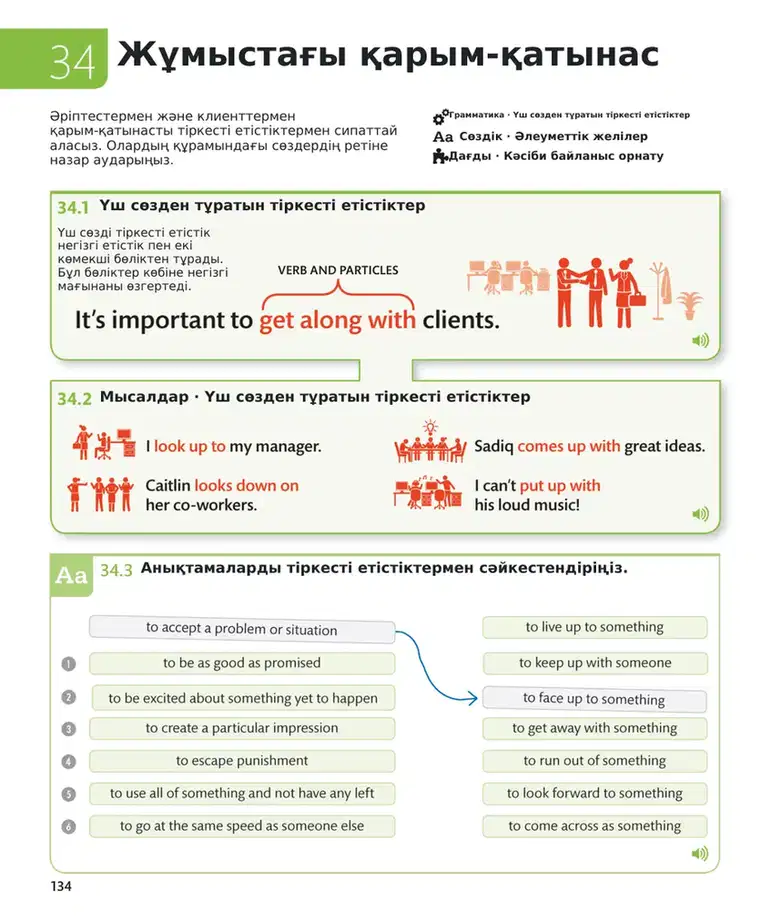 34
Жұмыстағы қарым-қатынас
Әріптестермен және клиенттермен
қарым-қатынасты тіркесті етістіктермен сипаттай
аласыз. Олардың құрамындағы сөздердің ретіне
назар аударыңыз.
Грамматика · Үш сөзден тұратын тіркесті етістіктер
Aa Сөздік · Әлеуметтік желілер
Дағды · Кәсіби байланыс орнату
34.1 Үш сөзден тұратын тіркесті етістіктер
Үш сөзді тіркесті етістік
негізгі етістік пен екі
көмекші бөліктен тұрады.
Бұл бөліктер көбіне негізгі
мағынаны өзгертеді.
VERB AND PARTICLES
It's important to get along with clients.
34.2 Мысалдар · Үш сөзден тұратын тіркесті етістіктер
I look up to my manager.
Sadiq comes up with great ideas.
Caitlin looks down on
her co-workers.
I can't put up with
his loud music!
Aa 34.3 Анықтамаларды тіркесті етістіктермен сәйкестендіріңіз.
to accept a problem or situation
to live up to something
1 to be as good as promised
to keep up with someone
2 to be excited about something yet to happen
to face up to something
3 to create a particular impression
to get away with something
4 to escape punishment
to run out of something
5 to use all of something and not have any left
to look forward to something
6 to go at the same speed as someone else
to come across as something
134